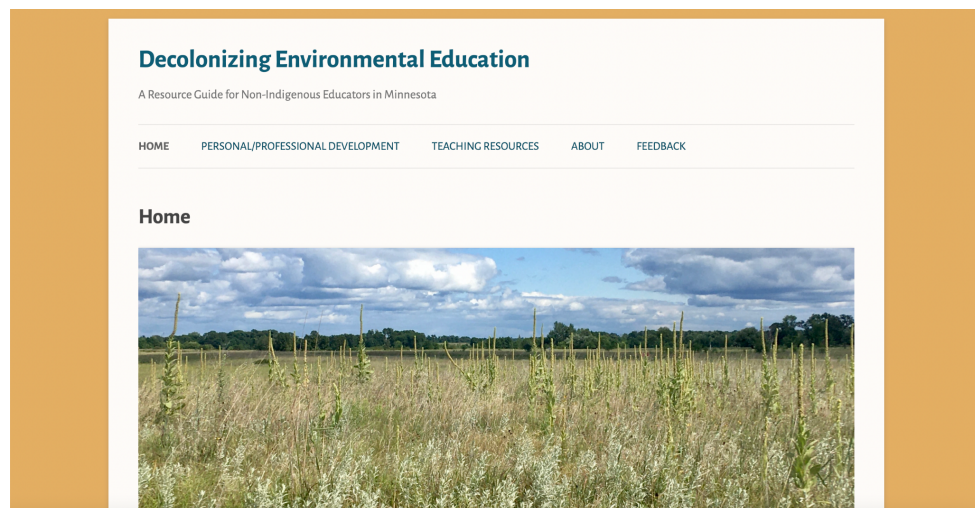 Decolonizing Environmental Education
A Resource Guide for Non-Indigenous Educators in Minnesota
HOME PERSONAL/PROFESSIONAL DEVELOPMENT TEACHING RESOURCES ABOUT FEEDBACK
Home